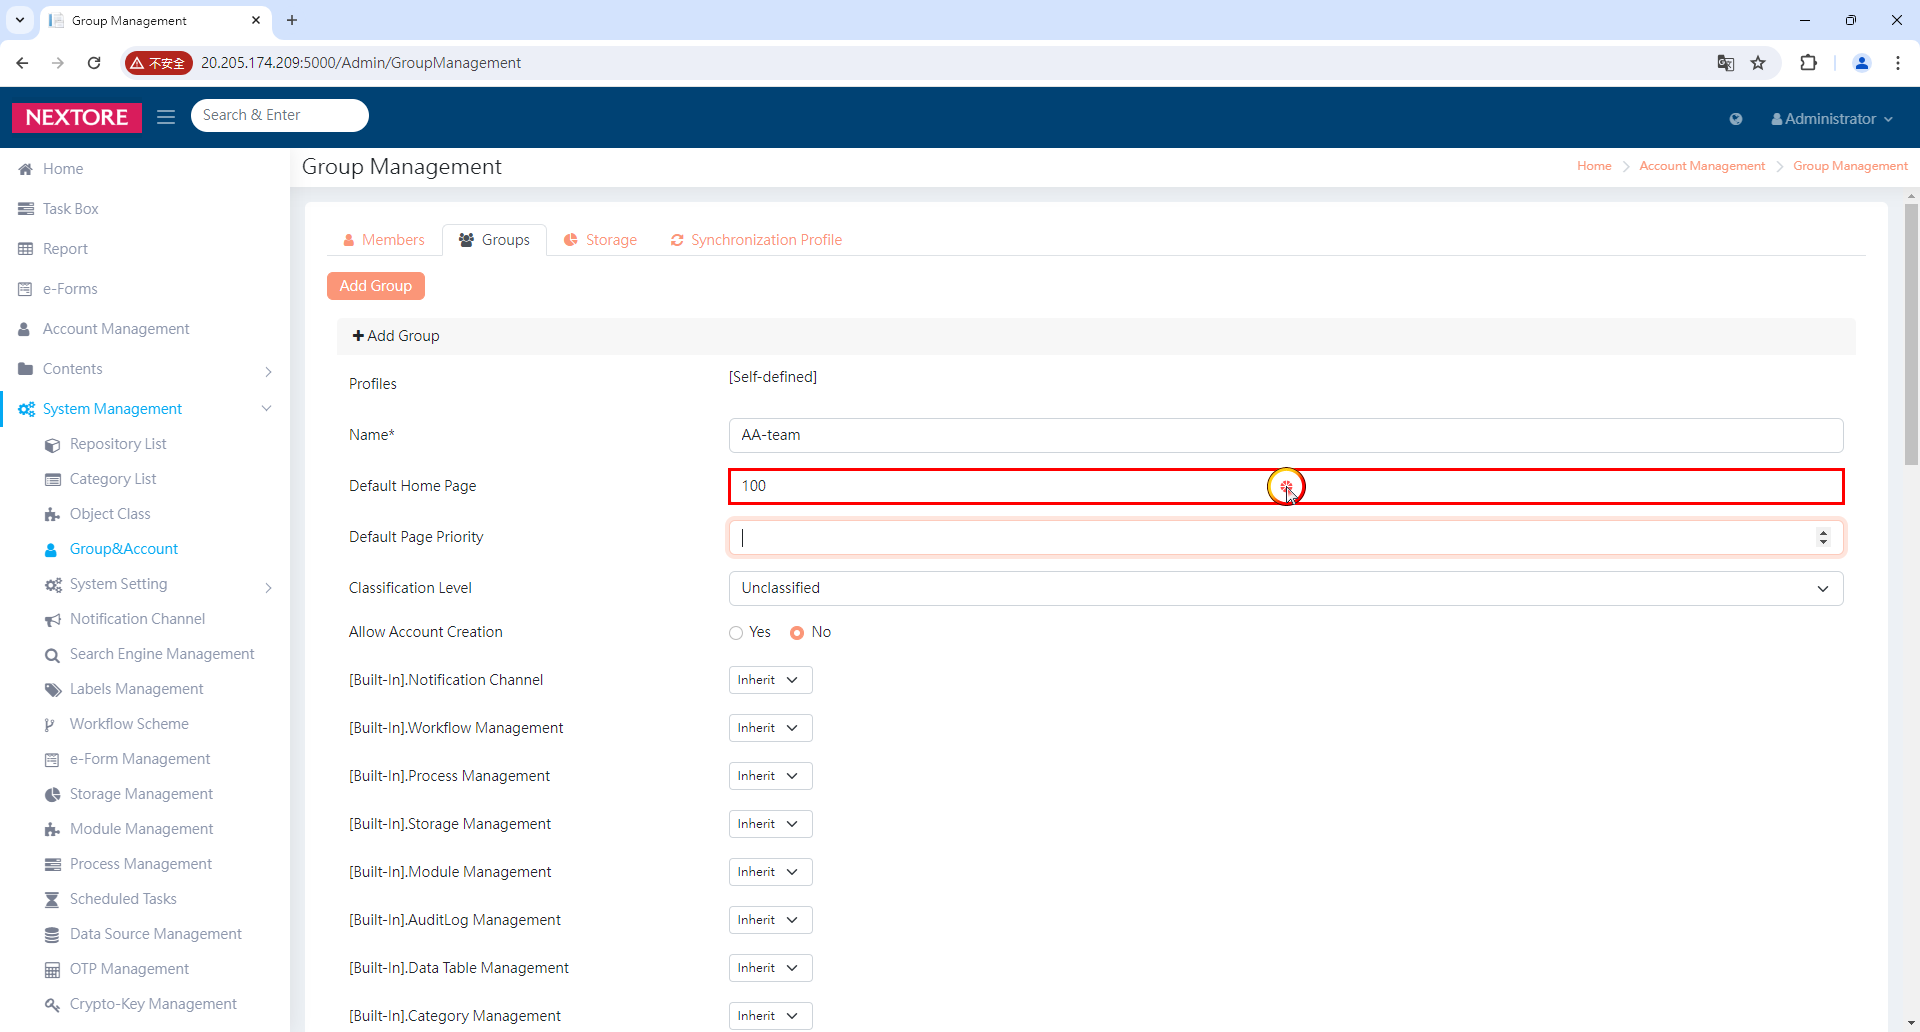 Group Management
不安全
20.205.174.209:5000/Admin/GroupManagement
NEXTORE
Search & Enter
Administrator
Home
Task Box
Report
e-Forms
Account Management
Contents
System Management
Repository List
Category List
Object Class
Group&Account
System Setting
Notification Channel
Search Engine Management
Labels Management
Workflow Scheme
e-Form Management
Storage Management
Module Management
Process Management
Scheduled Tasks
Data Source Management
OTP Management
Crypto-Key Management
Group Management
Home > Account Management > Group Management
Members Groups Storage Synchronization Profile
Add Group
+ Add Group
Profiles [Self-defined]
Name* AA-team
Default Home Page 100
Default Page Priority
Classification Level Unclassified
Allow Account Creation Yes No
[Built-In].Notification Channel Inherit
[Built-In].Workflow Management Inherit
[Built-In].Process Management Inherit
[Built-In].Storage Management Inherit
[Built-In].Module Management Inherit
[Built-In].AuditLog Management Inherit
[Built-In].Data Table Management Inherit
[Built-In].Category Management Inherit